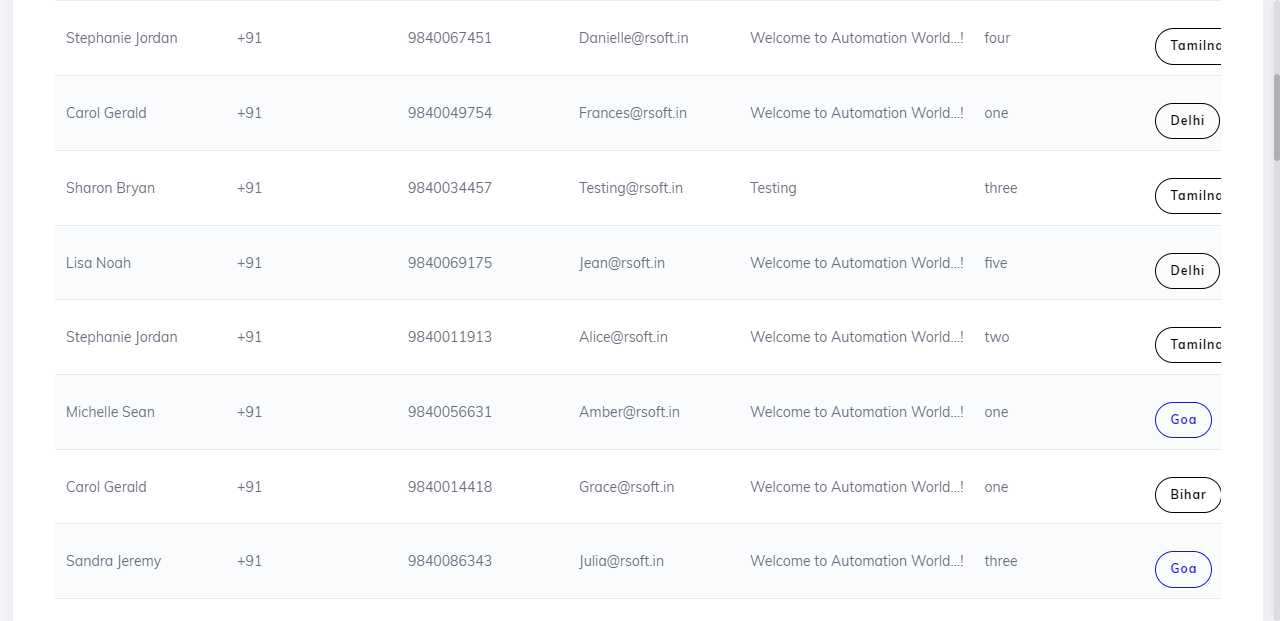 Stephanie Jordan +91 9840067451 Danielle@rsoft.in Welcome to Automation World...! four
Carol Gerald +91 9840049754 Frances@rsoft.in Welcome to Automation World...! one Delhi
Sharon Bryan +91 9840034457 Testing@rsoft.in Testing three
Lisa Noah +91 9840069175 Jean@rsoft.in Welcome to Automation World...! five Delhi
Stephanie Jordan +91 9840011913 Alice@rsoft.in Welcome to Automation World...! two
Michelle Sean +91 9840056631 Amber@rsoft.in Welcome to Automation World...! one Goa
Carol Gerald +91 9840014418 Grace@rsoft.in Welcome to Automation World...! one Bihar
Sandra Jeremy +91 9840086343 Julia@rsoft.in Welcome to Automation World...! three Goa